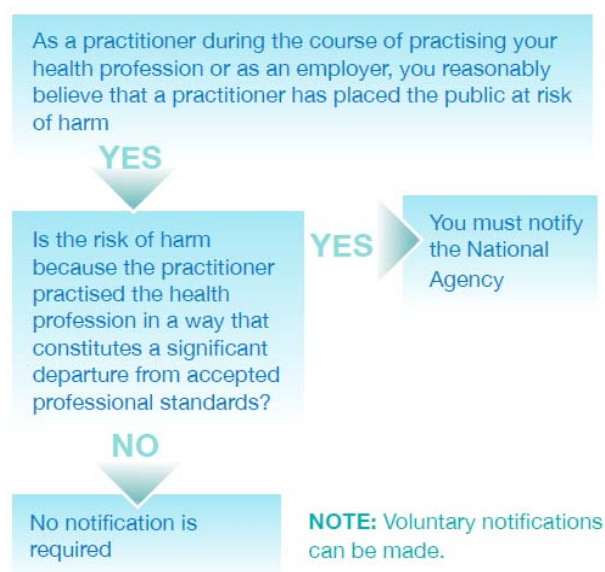 As a practitioner during the course of practising your
health profession or as an employer, you reasonably
believe that a practitioner has placed the public at risk
of harm
YES
Is the risk of harm
because the practitioner
practised the health
profession in a way that
constitutes a significant
departure from accepted
professional standards?
YES
You must notify
the National
Agency
NO
No notification is
required
NOTE: Voluntary notifications
can be made.